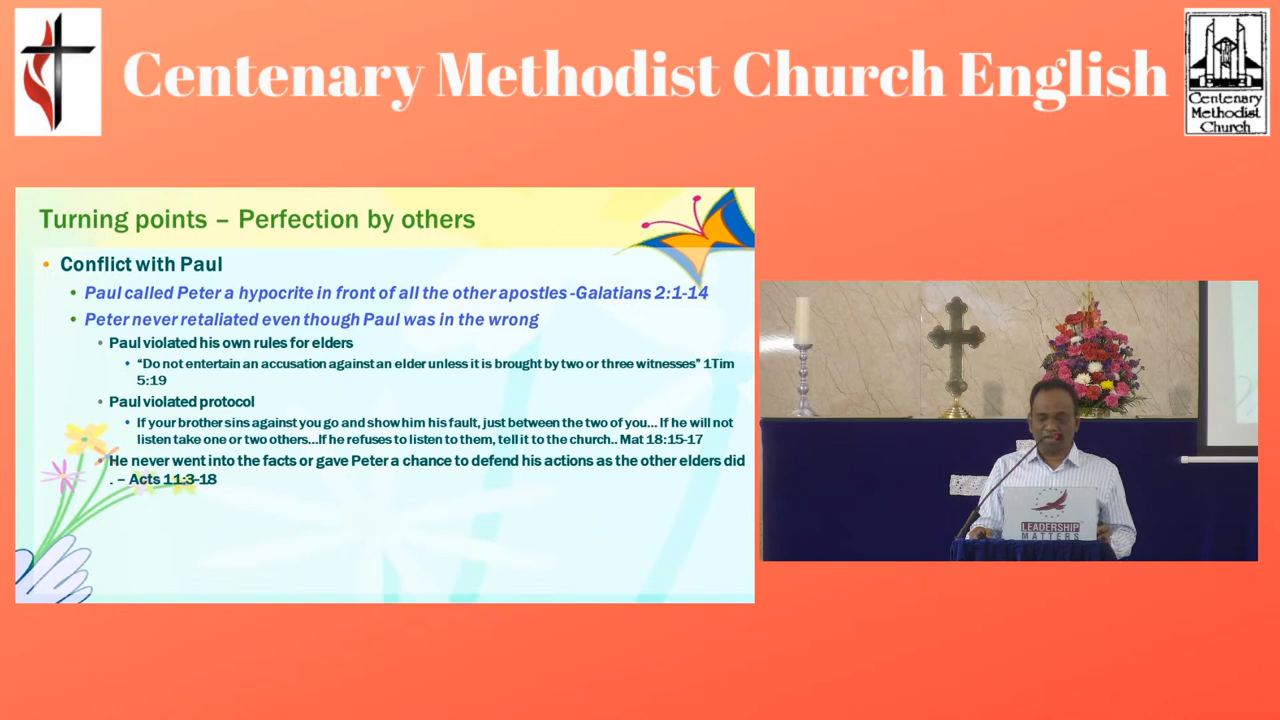 Centenary Methodist Church English
Centenary
Methodist
Church
Turning points – Perfection by others
• Conflict with Paul
• Paul called Peter a hypocrite in front of all the other apostles -Galatians 2:1-14
• Peter never retaliated even though Paul was in the wrong
• Paul violated his own rules for elders
• “Do not entertain an accusation against an elder unless it is brought by two or three witnesses” 1Tim
5:19
• Paul violated protocol
• If your brother sins against you go and show him his fault, just between the two of you... If he will not
listen take one or two others...If he refuses to listen to them, tell it to the church.. Mat 18:15-17
• He never went into the facts or gave Peter a chance to defend his actions as the other elders did
. – Acts 11:3-18
LEADERSHIP
MATTERS